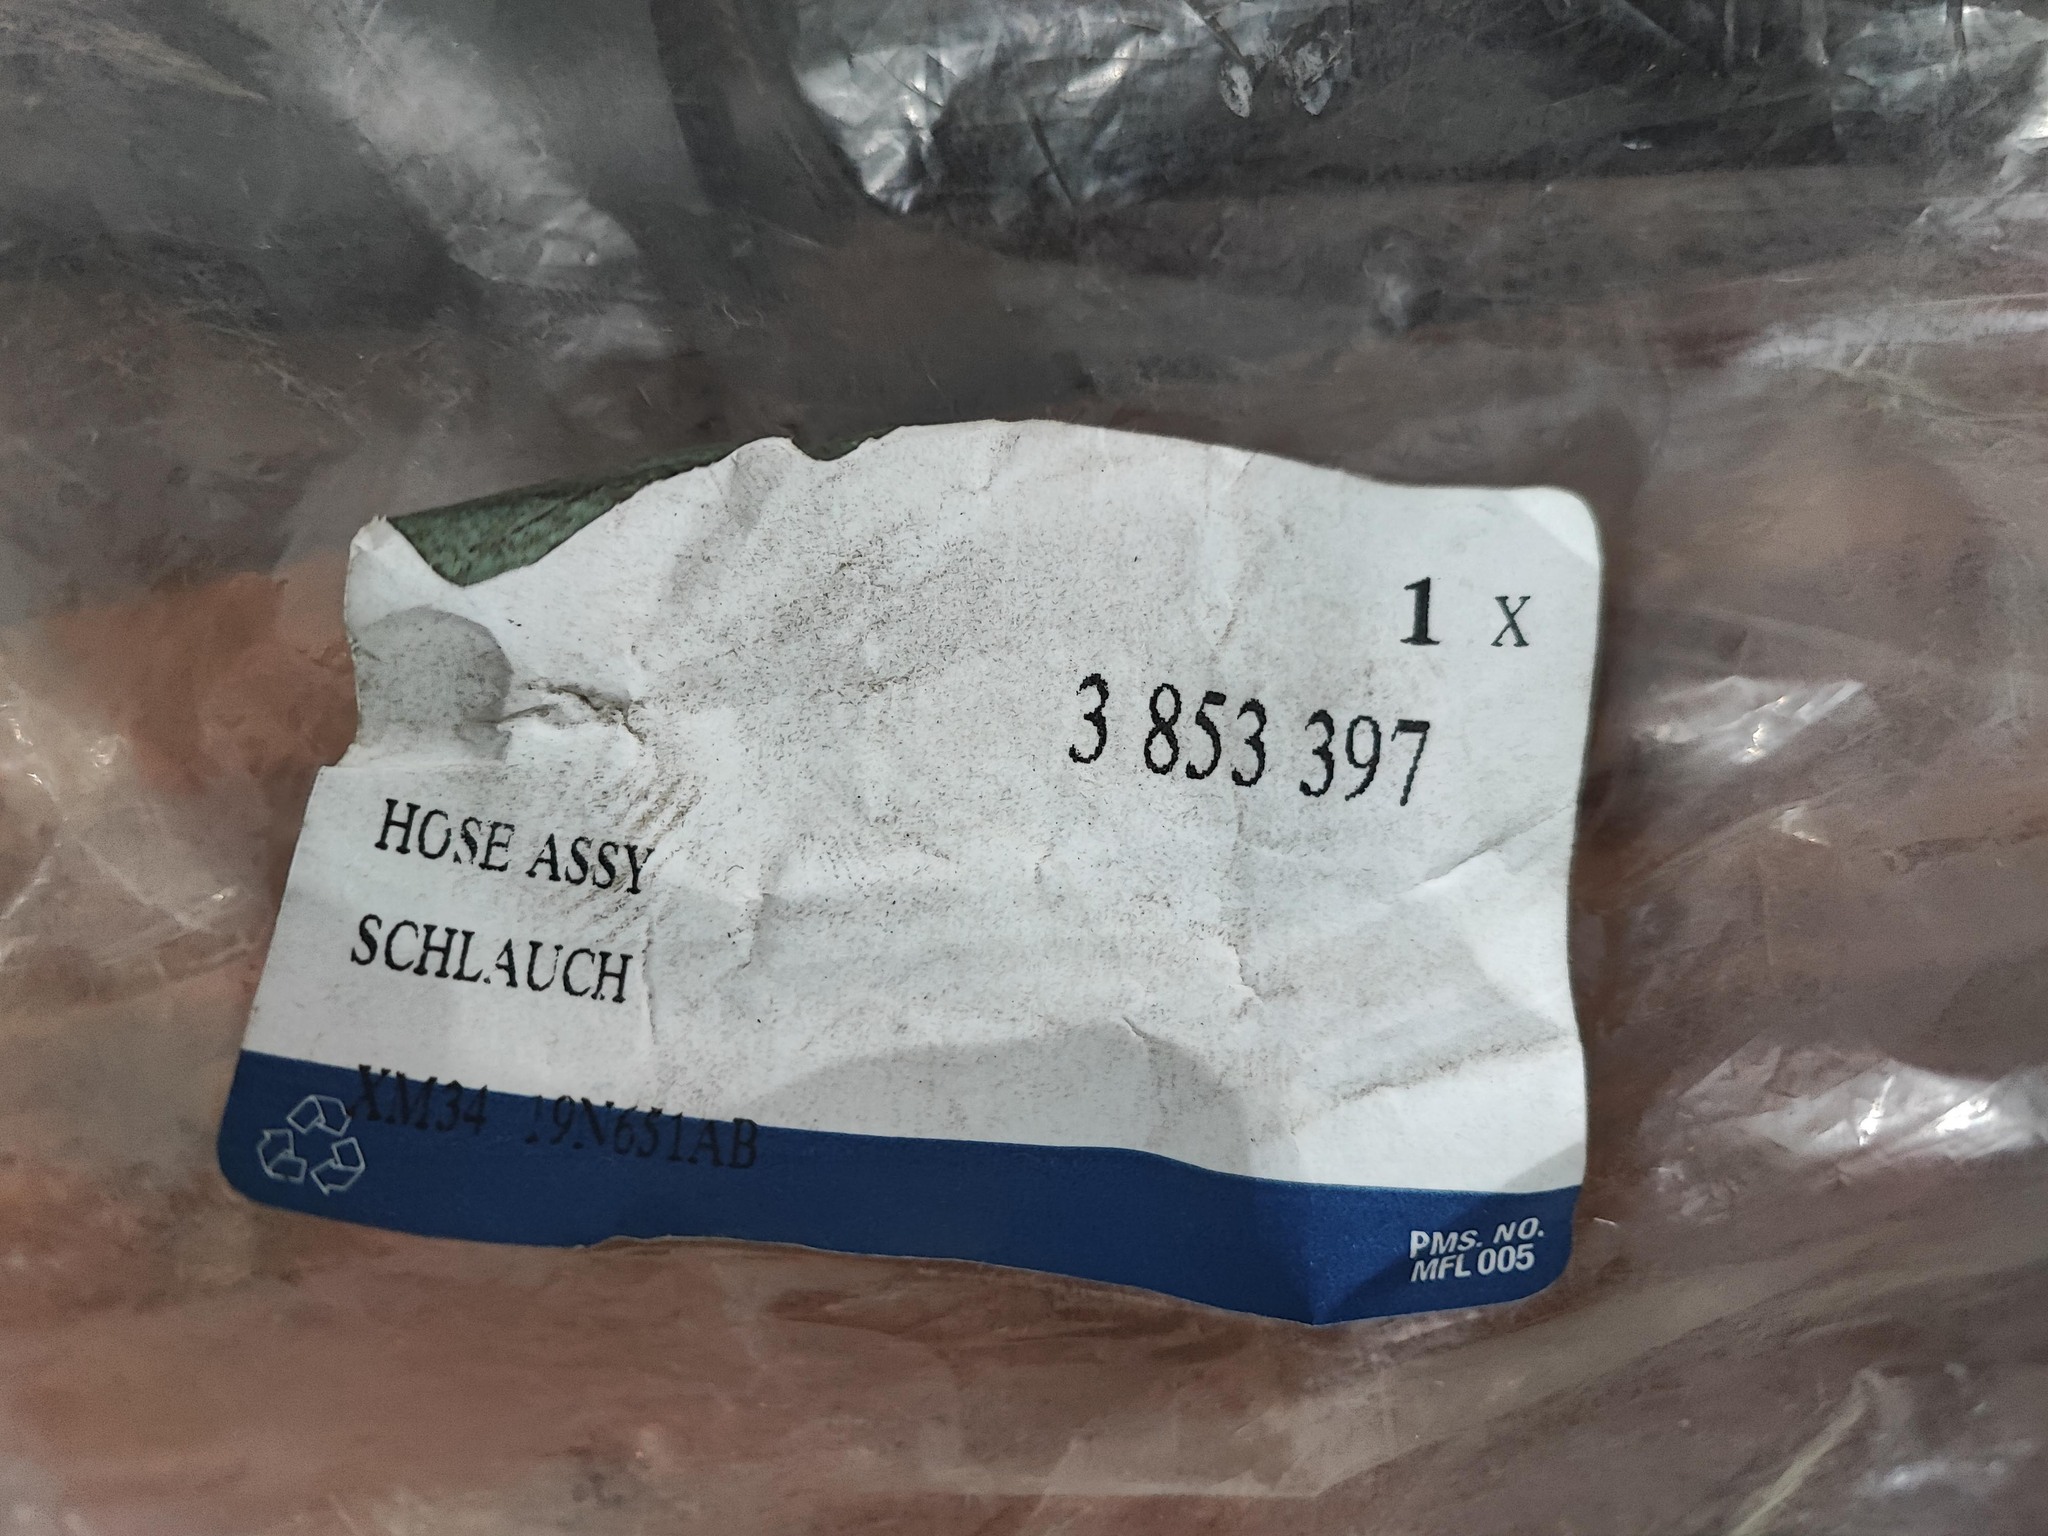 1 X
3 853 397
HOSE ASSY
SCHLAUCH
XM34 19N651AB
PMS. NO.
MFL 005